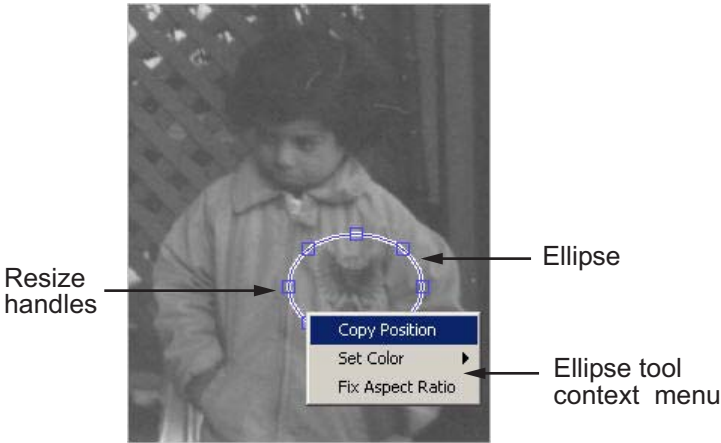 Ellipse
Resize
handles
Copy Position
Set Color
Fix Aspect Ratio
Ellipse tool
context menu